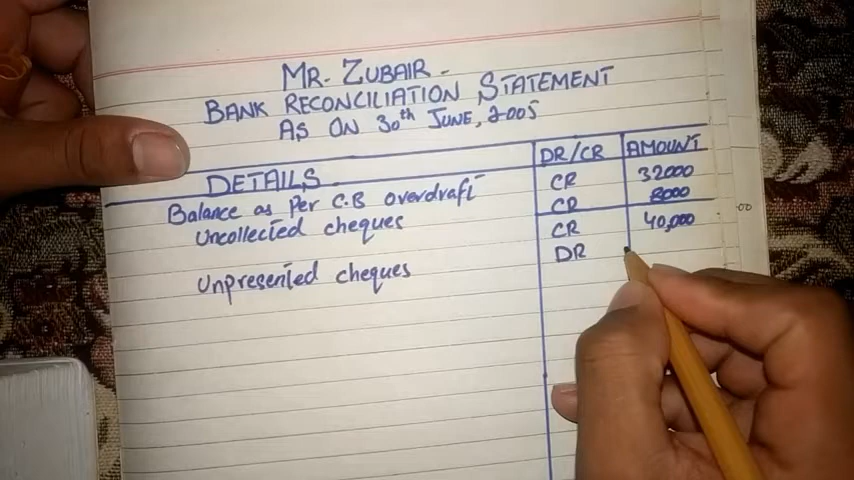 MR. ZUBAIR.
BANK RECONCILIATION STATEMENT
AS ON 30th JUNE, 2005
DETAILS DR/CR AMOUNT
Balance as Per C.B overdraft CR 32000
Uncollected cheques CR 8000
CR 40,000
Unpresented cheques DR